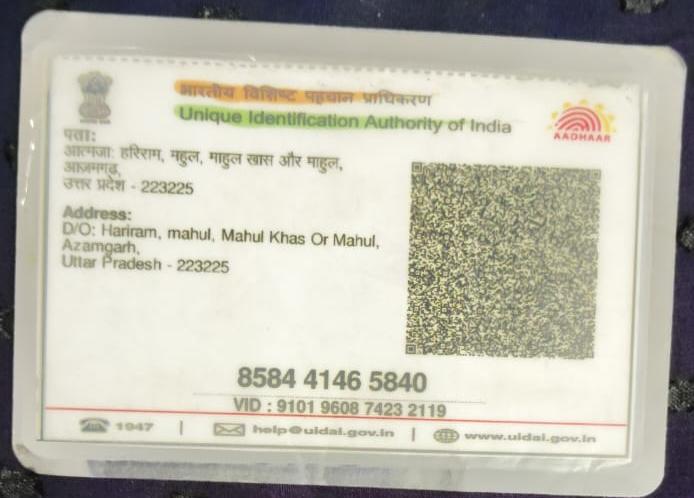 भारतीय विशिष्ट पहचान प्राधिकरण
Unique Identification Authority of India
AADHAAR
पता:
आत्मजा: हरिराम, महुल, माहुल खास और माहुल,
आजमगढ़,
उत्तर प्रदेश - 223225
Address:
D/O: Hariram, mahul, Mahul Khas Or Mahul,
Azamgarh,
Uttar Pradesh - 223225
8584 4146 5840
VID : 9101 9608 7423 2119
1947 | help@uidai.gov.in | www.uidai.gov.in